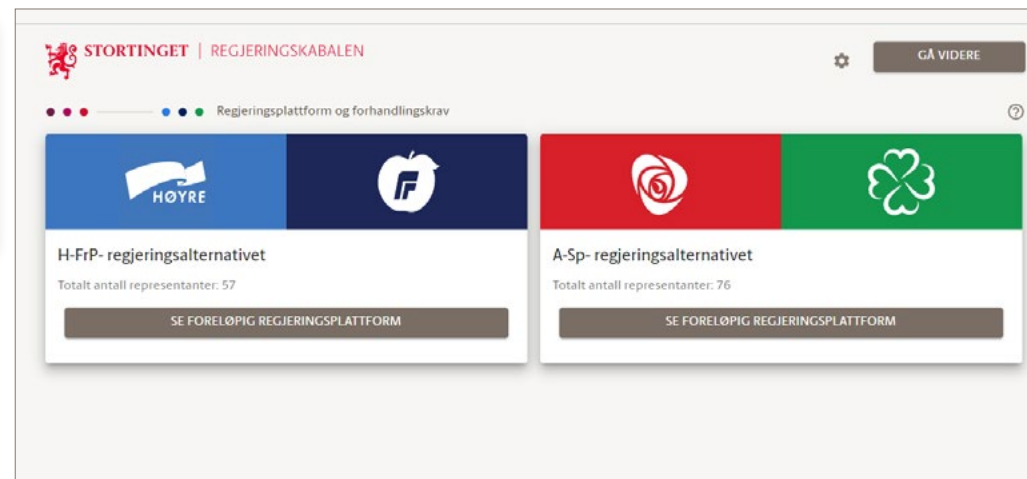 STORTINGET | REGJERINGSKABALEN
GÅ VIDERE
Regjeringsplattform og forhandlingskrav
HØYRE
H-FrP- regjeringsalternativet
Totalt antall representanter: 57
SE FORELØPIG REGJERINGSPLATTFORM
A-Sp- regjeringsalternativet
Totalt antall representanter: 76
SE FORELØPIG REGJERINGSPLATTFORM